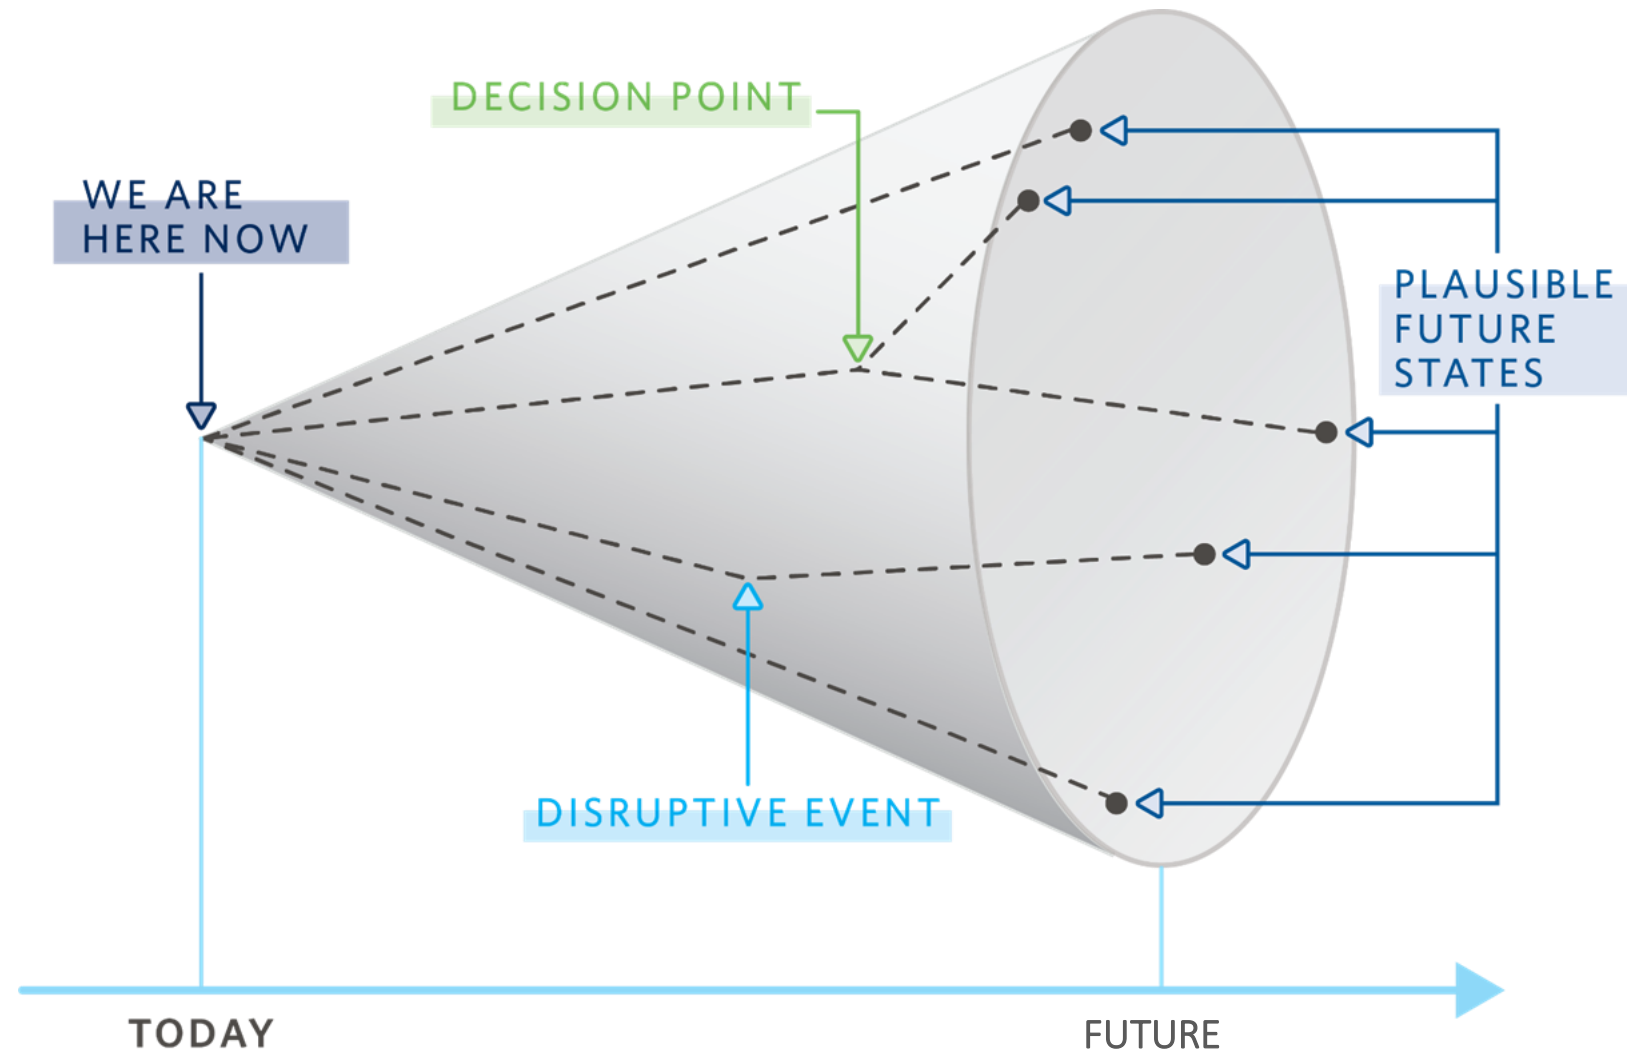 DECISION POINT
WE ARE
HERE NOW
PLAUSIBLE
FUTURE
STATES
DISRUPTIVE EVENT
TODAY
FUTURE